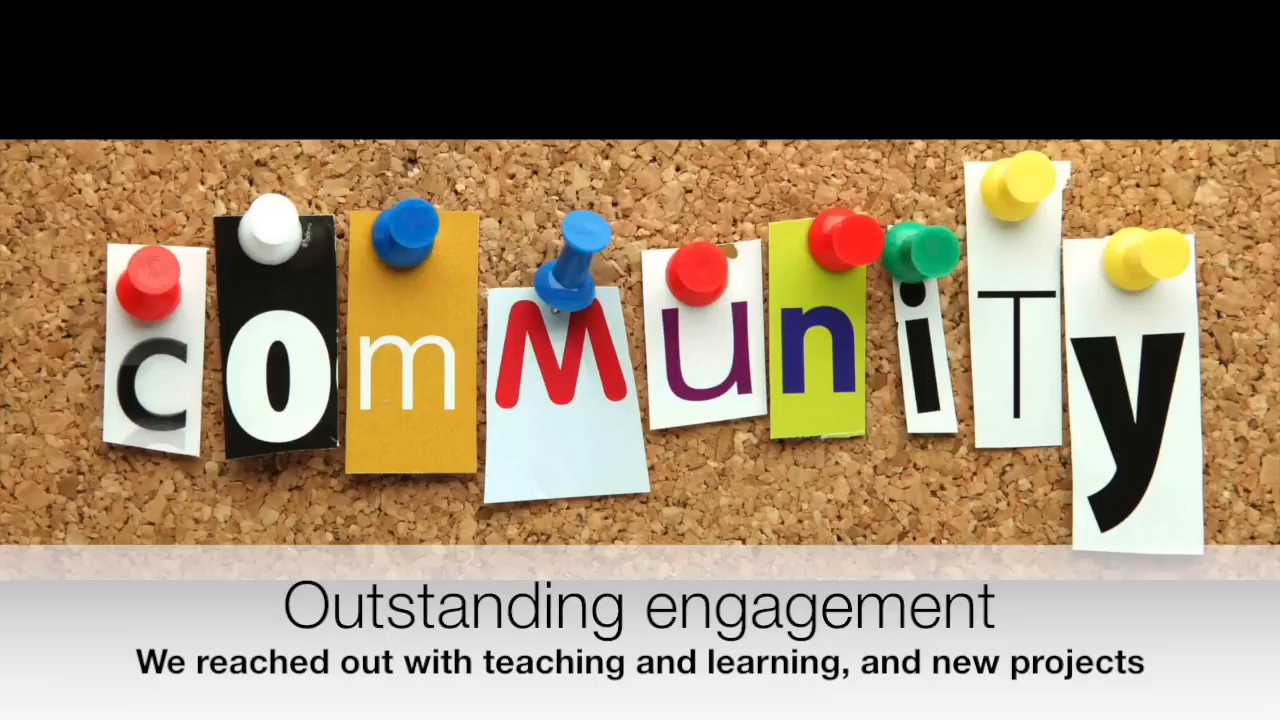 comMuniTy
Outstanding engagement
We reached out with teaching and learning, and new projects